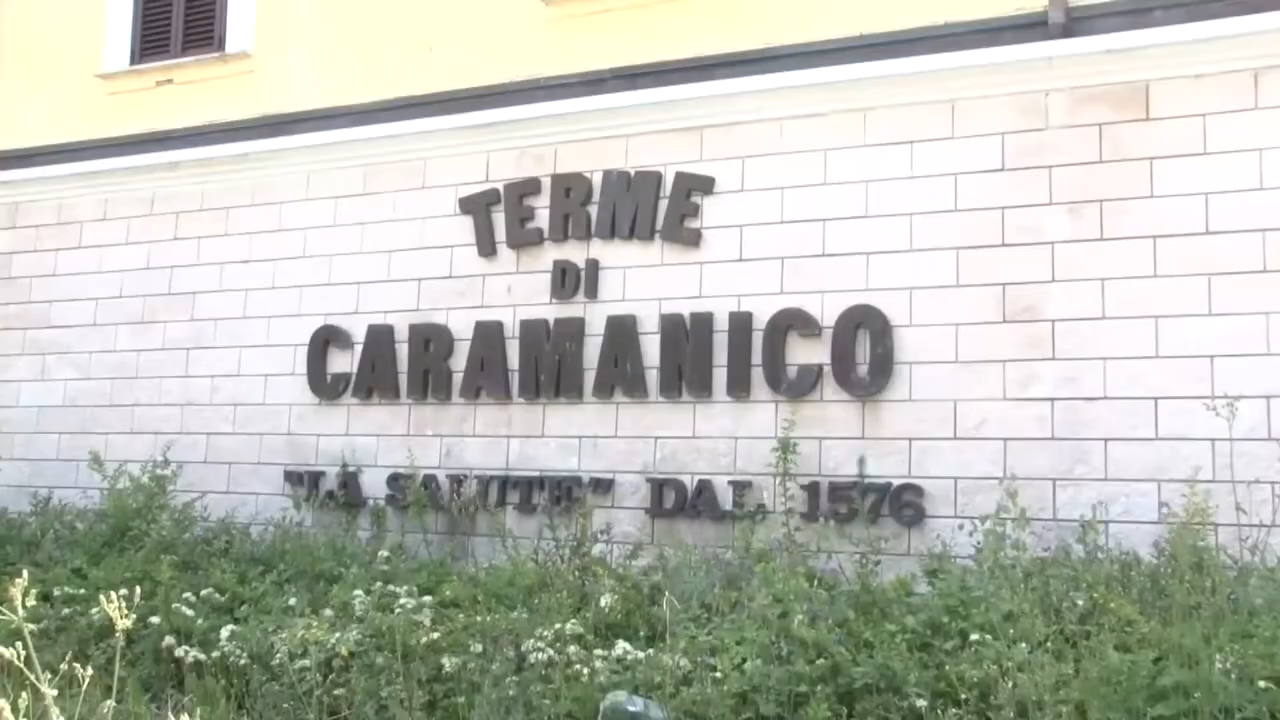 TERME
DI
CARAMANICO
"LA SALUTE" DAL 1576